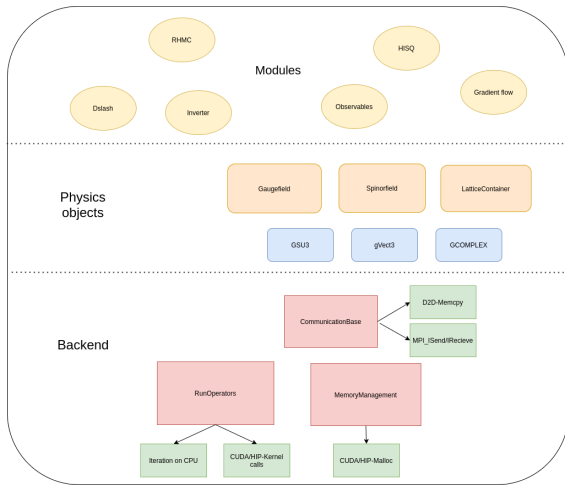 RHMC
HISQ
Modules
Gradient flow
Dslash
Inverter
Observables
Physics
objects
Gaugefield
Spinorfield
LatticeContainer
GSU3
gVect3
GCOMPLEX
Backend
CommunicationBase
D2D-Memcpy
MPI_ISend/IRecieve
RunOperators
MemoryManagement
Iteration on CPU
CUDA/HIP-Kernel
calls
CUDA/HIP-Malloc